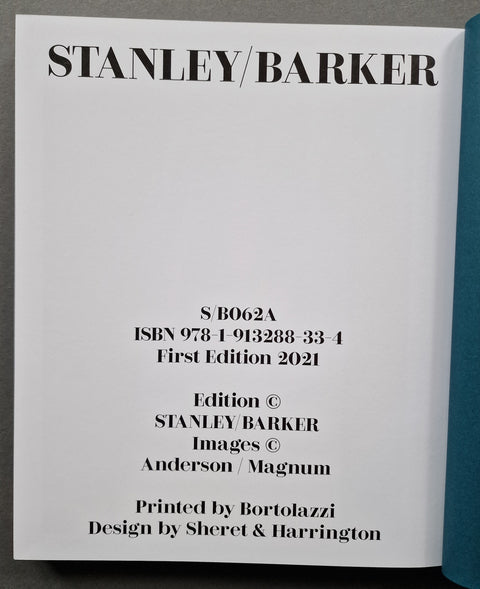 STANLEY/BARKER
S/B062A
ISBN 978-1-913288-33-4
First Edition 2021
Edition ©
STANLEY/BARKER
Images ©
Anderson / Magnum
Printed by Bortolazzi
Design by Sheret & Harrington